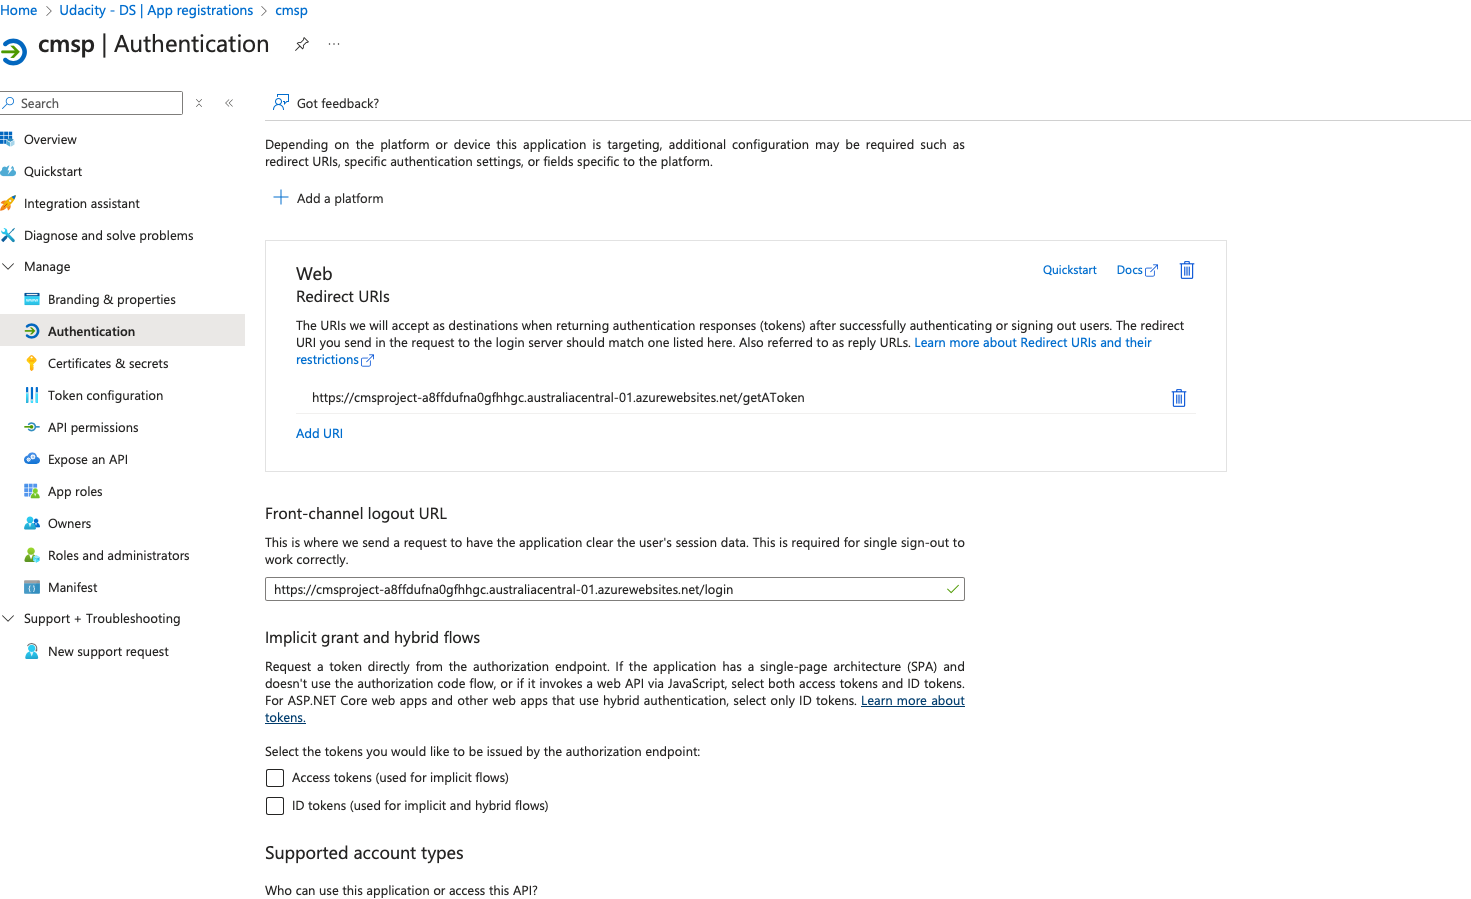 Home > Udacity - DS | App registrations > cmsp
cmsp | Authentication ...
Search
Got feedback?
Overview
Quickstart
Integration assistant
Diagnose and solve problems
Manage
Branding & properties
Authentication
Certificates & secrets
Token configuration
API permissions
Expose an API
App roles
Owners
Roles and administrators
Manifest
Support + Troubleshooting
New support request
Depending on the platform or device this application is targeting, additional configuration may be required such as
redirect URIs, specific authentication settings, or fields specific to the platform.
Add a platform
Web
Quickstart
Docs
Redirect URIs
The URIs we will accept as destinations when returning authentication responses (tokens) after successfully authenticating or signing out users. The redirect
URI you send in the request to the login server should match one listed here. Also referred to as reply URLs. Learn more about Redirect URIs and their
restrictions
https://cmsproject-a8ffdufna0gfhhgc.australiacentral-01.azurewebsites.net/getAToken
Add URI
Front-channel logout URL
This is where we send a request to have the application clear the user's session data. This is required for single sign-out to
work correctly.
https://cmsproject-a8ffdufna0gfhhgc.australiacentral-01.azurewebsites.net/login
Implicit grant and hybrid flows
Request a token directly from the authorization endpoint. If the application has a single-page architecture (SPA) and
doesn't use the authorization code flow, or if it invokes a web API via JavaScript, select both access tokens and ID tokens.
For ASP.NET Core web apps and other web apps that use hybrid authentication, select only ID tokens. Learn more about
tokens.
Select the tokens you would like to be issued by the authorization endpoint:
Access tokens (used for implicit flows)
ID tokens (used for implicit and hybrid flows)
Supported account types
Who can use this application or access this API?